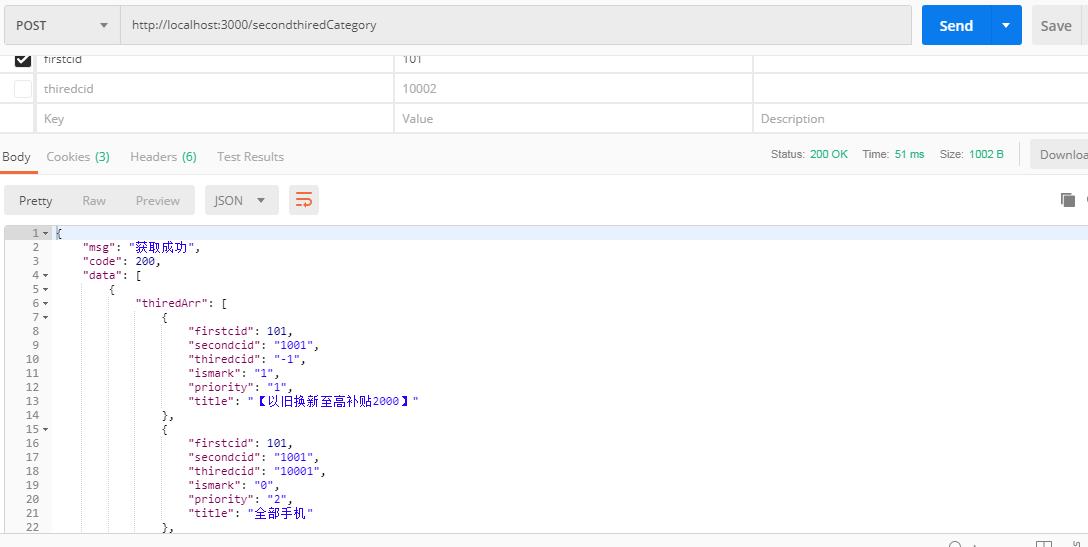 POST http://localhost:3000/secondthiredCategory Send Save
firstcid 101
thiredcid 10002
Key Value Description
Body Cookies (3) Headers (6) Test Results Status: 200 OK Time: 51 ms Size: 1002 B Downloa
Pretty Raw Preview JSON
1 {
2 "msg": "获取成功",
3 "code": 200,
4 "data": [
5 {
6 "thiredArr": [
7 {
8 "firstcid": 101,
9 "secondcid": "1001",
10 "thiredcid": "-1",
11 "ismark": "1",
12 "priority": "1",
13 "title": "【以旧换新至高补贴2000】"
14 },
15 {
16 "firstcid": 101,
17 "secondcid": "1001",
18 "thiredcid": "10001",
19 "ismark": "0",
20 "priority": "2",
21 "title": "全部手机"
22 },